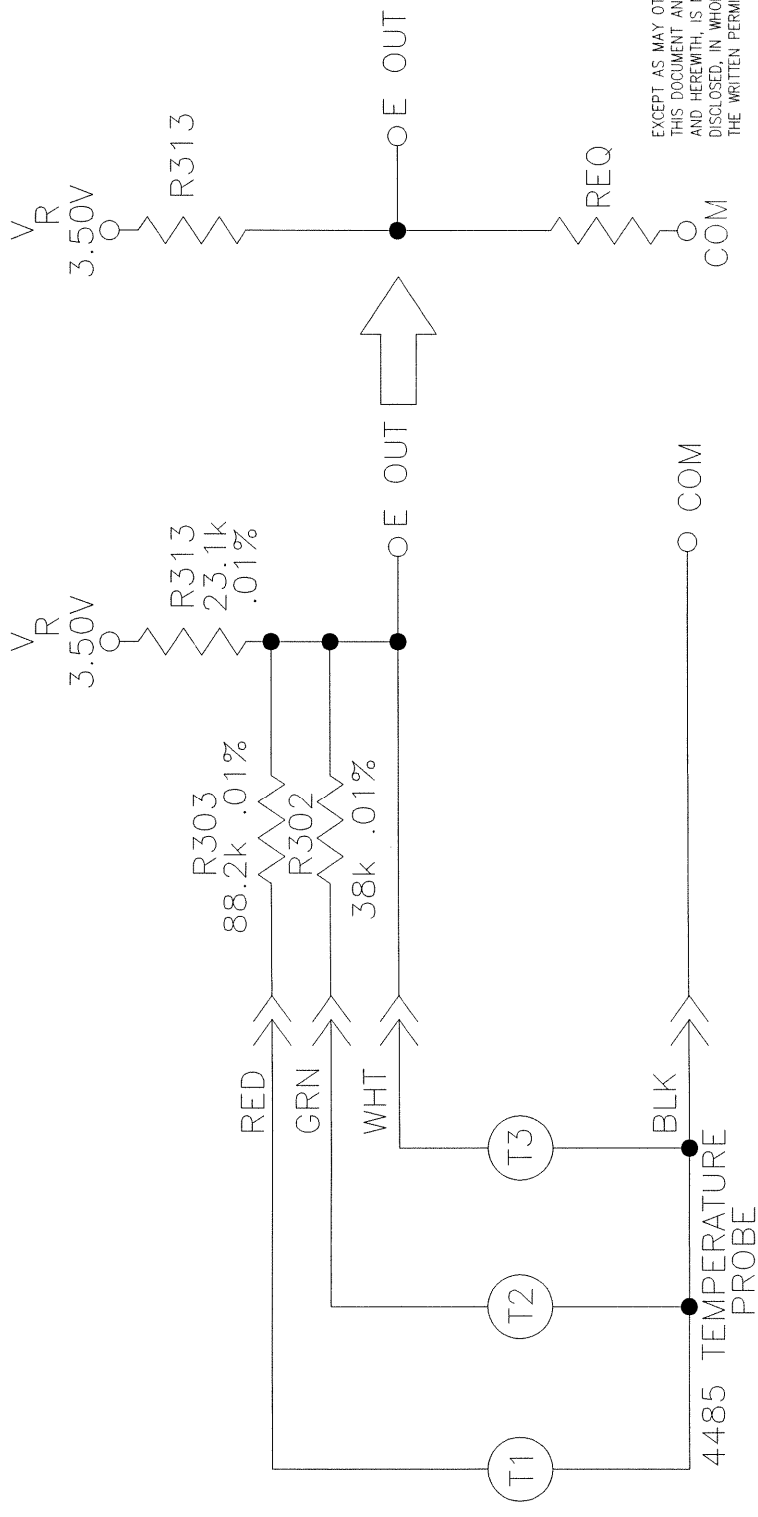 V
R
3.50V
R313
23.1k
.01%
R303
88.2k .01%
R302
38k .01%
RED
GRN
WHT
BLK
T1
T2
T3
E OUT
COM
4485 TEMPERATURE
PROBE
V
R
3.50V
R313
E OUT
REQ
COM
EXCEPT AS MAY OT
THIS DOCUMENT AN
AND HEREWITH, IS
DISCLOSED, IN WHO
THE WRITTEN PERMI